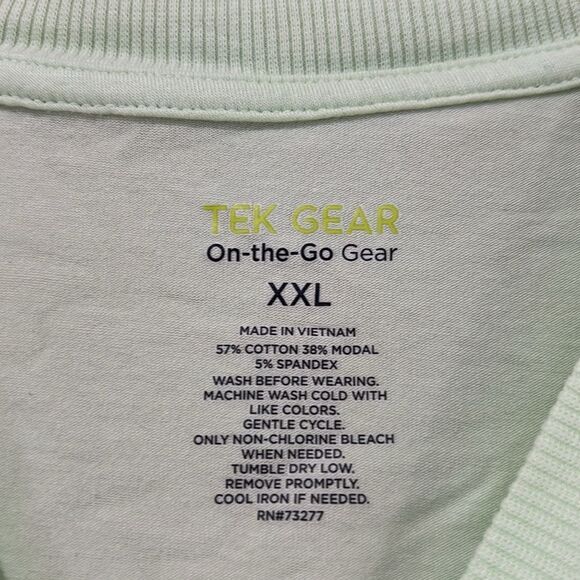 TEK GEAR
On-the-Go Gear
XXL
MADE IN VIETNAM
57% COTTON 38% MODAL
5% SPANDEX
WASH BEFORE WEARING.
MACHINE WASH COLD WITH
LIKE COLORS.
GENTLE CYCLE.
ONLY NON-CHLORINE BLEACH
WHEN NEEDED.
TUMBLE DRY LOW.
REMOVE PROMPTLY.
COOL IRON IF NEEDED.
RN#73277